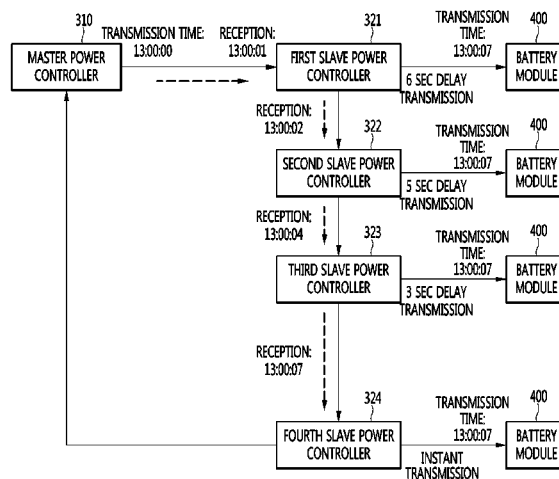 310
MASTER POWER
CONTROLLER
TRANSMISSION TIME:
13:00:00
RECEPTION:
13:00:01
321
FIRST SLAVE POWER
CONTROLLER
TRANSMISSION
TIME:
13:00:07
6 SEC DELAY
TRANSMISSION
400
BATTERY
MODULE
RECEPTION:
13:00:02
322
SECOND SLAVE POWER
CONTROLLER
TRANSMISSION
TIME:
13:00:07
5 SEC DELAY
TRANSMISSION
400
BATTERY
MODULE
RECEPTION:
13:00:04
323
THIRD SLAVE POWER
CONTROLLER
TRANSMISSION
TIME:
13:00:07
3 SEC DELAY
TRANSMISSION
400
BATTERY
MODULE
RECEPTION:
13:00:07
324
FOURTH SLAVE POWER
CONTROLLER
TRANSMISSION
TIME:
13:00:07
INSTANT
TRANSMISSION
400
BATTERY
MODULE